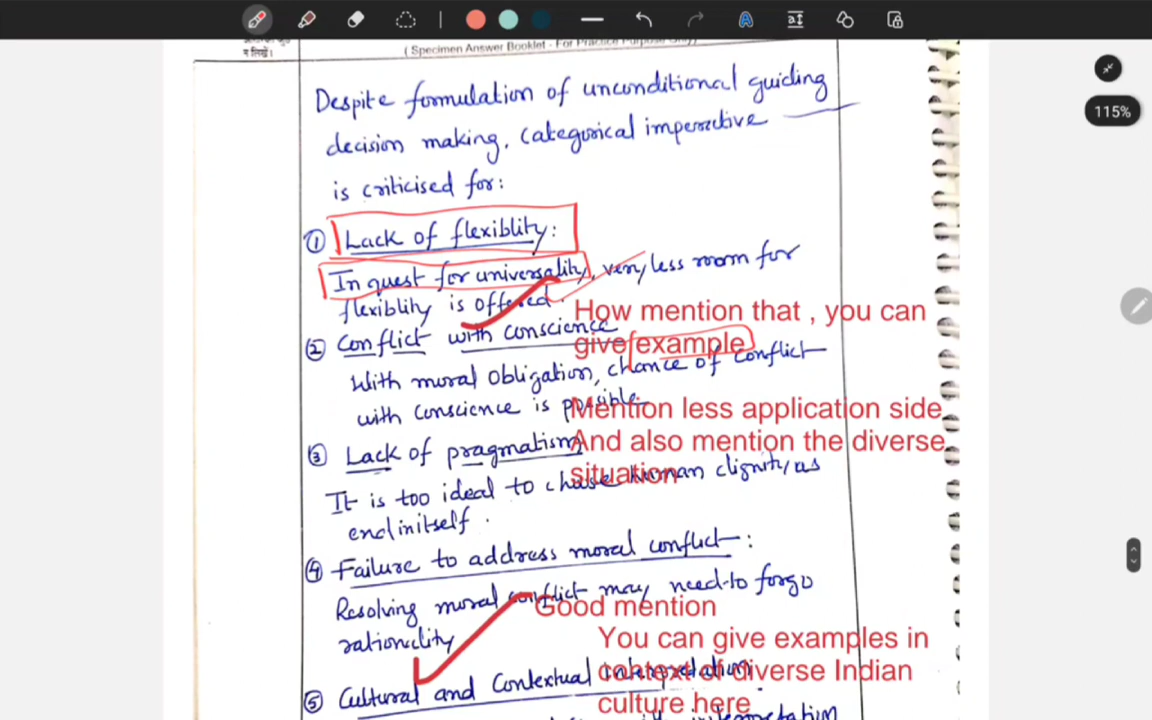 115%
न लिखें।
( Specimen Answer Booklet - For Practice Purpose Only)
Despite formulation of unconditional guiding
decision making, categorical imperative
is criticised for:
① Lack of flexiblity:
In quest for universality, very less room for
flexiblity is offered.
How mention that , you can
give example
② Conflict with conscience
With moral obligation, chance of conflict
with conscience is possible.
Mention less application side
And also mention the diverse
situation
③ Lack of pragmatism
It is too ideal to chase human dignity as
end in itself.
④ Failure to address moral conflict :
Resolving moral conflict may need to forgo
rationality
Good mention
You can give examples in
context of diverse Indian
culture here
⑤ Cultural and Contextual Interpretation